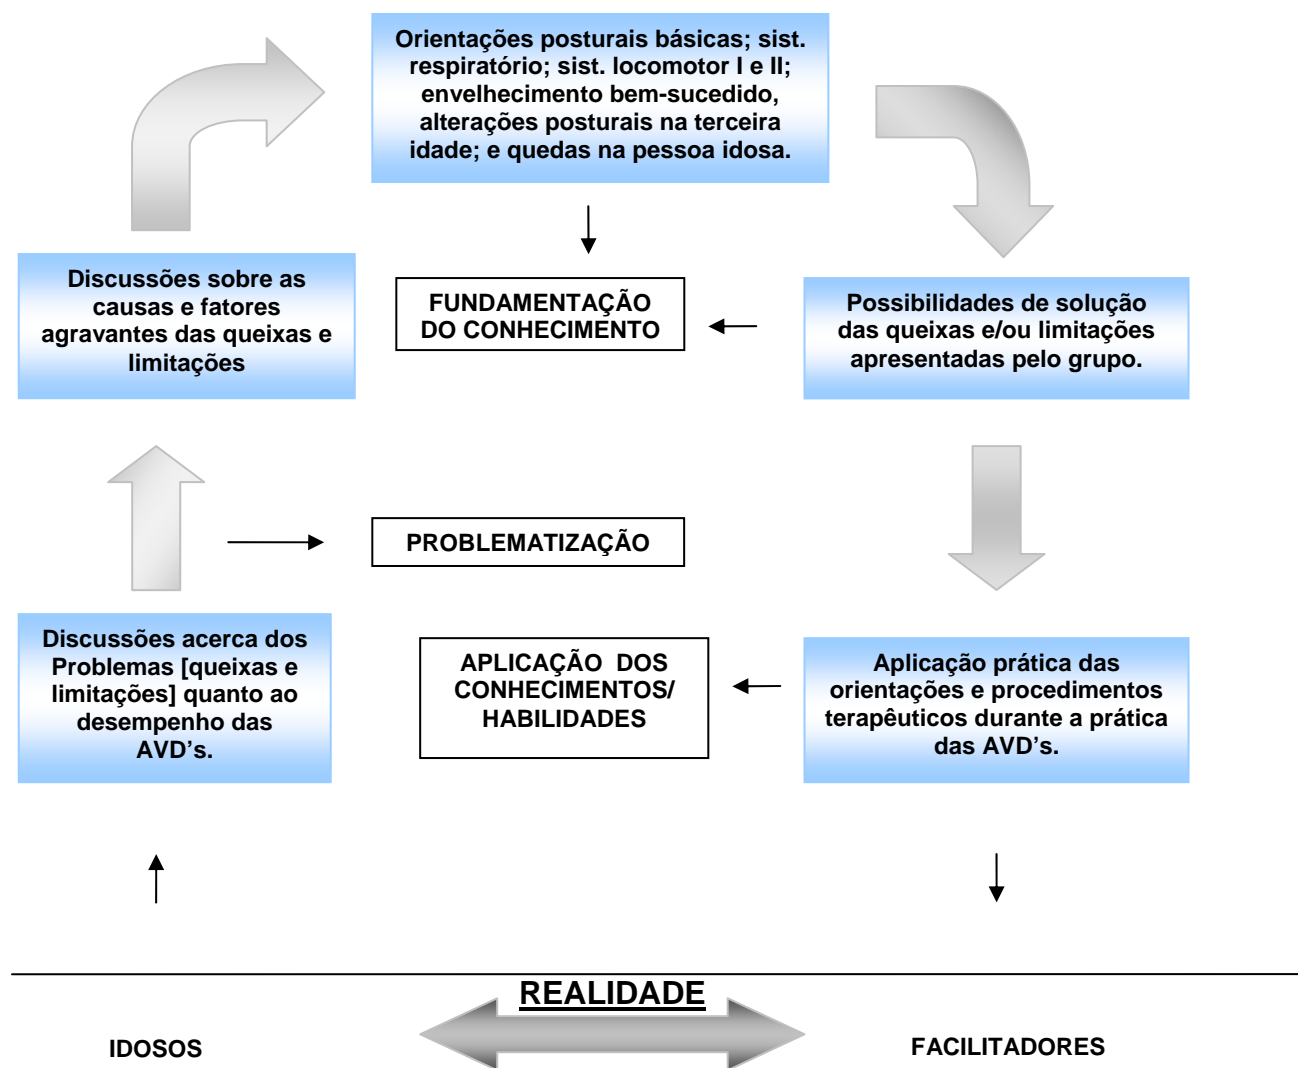 Orientações posturais básicas; sist.
respiratório; sist. locomotor I e II;
envelhecimento bem-sucedido,
alterações posturais na terceira
idade; e quedas na pessoa idosa.
Discussões sobre as
causas e fatores
agravantes das queixas e
limitações
FUNDAMENTAÇÃO
DO CONHECIMENTO
Possibilidades de solução
das queixas e/ou limitações
apresentadas pelo grupo.
PROBLEMATIZAÇÃO
Discussões acerca dos
Problemas [queixas e
limitações] quanto ao
desempenho das
AVD’s.
APLICAÇÃO DOS
CONHECIMENTOS/
HABILIDADES
Aplicação prática das
orientações e procedimentos
terapêuticos durante a prática
das AVD’s.
REALIDADE
IDOSOS
FACILITADORES